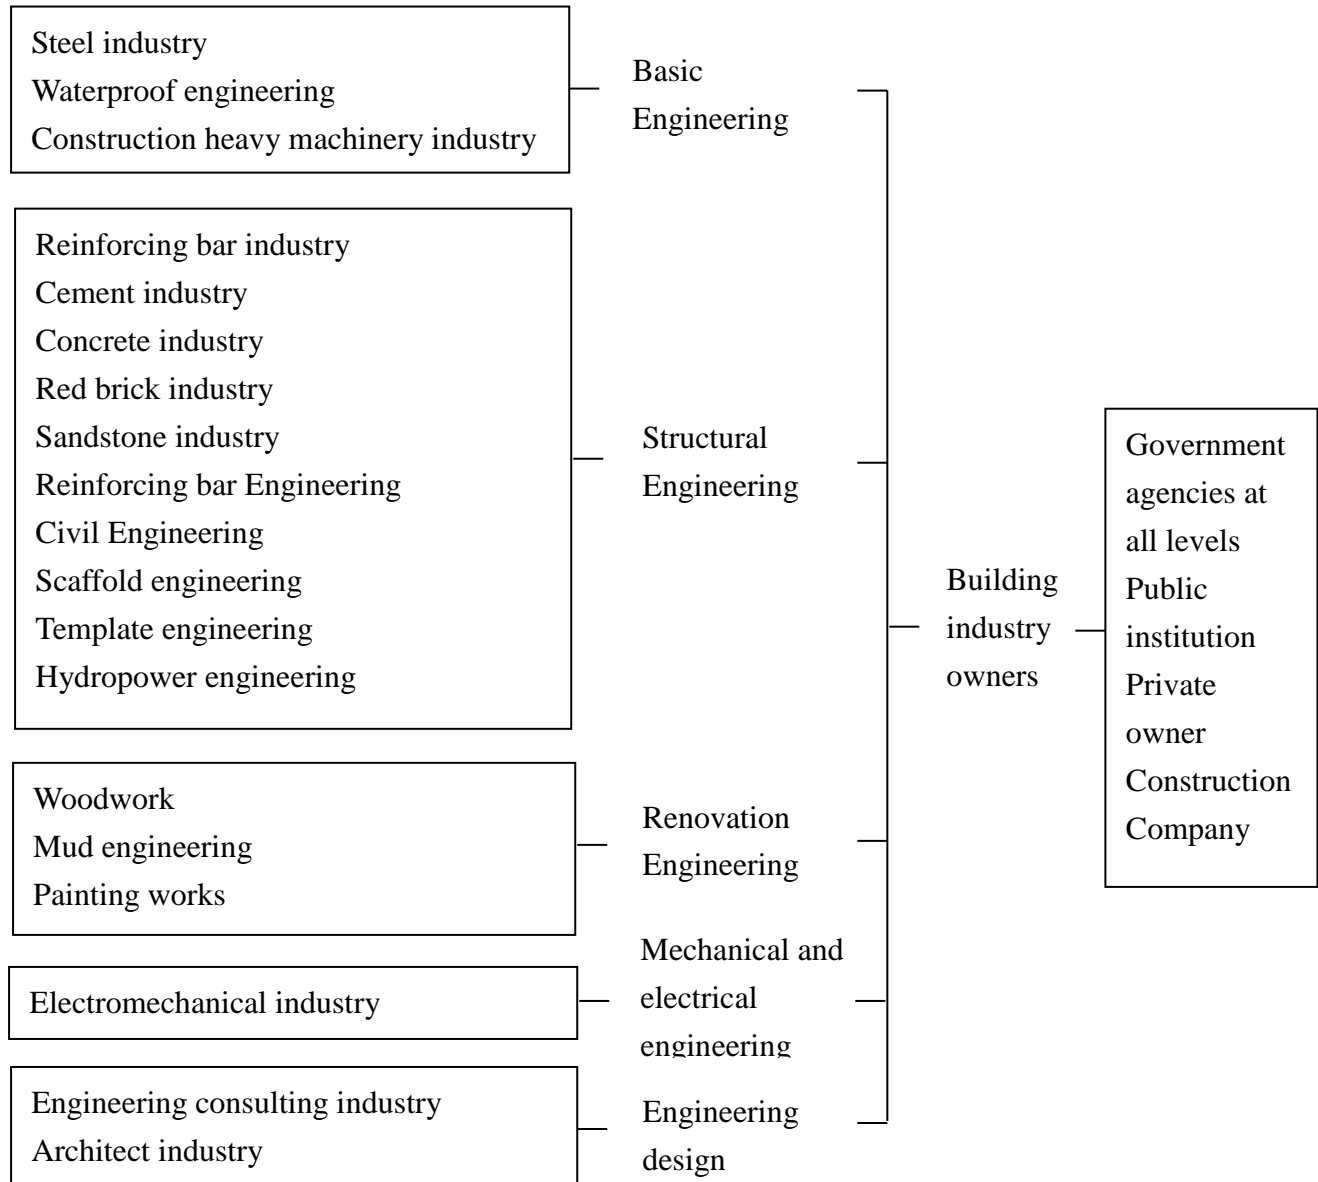 Steel industry
Waterproof engineering
Construction heavy machinery industry
Basic
Engineering
Reinforcing bar industry
Cement industry
Concrete industry
Red brick industry
Sandstone industry
Reinforcing bar Engineering
Civil Engineering
Scaffold engineering
Template engineering
Hydropower engineering
Structural
Engineering
Woodwork
Mud engineering
Painting works
Renovation
Engineering
Electromechanical industry
Mechanical and
electrical
engineering
Engineering consulting industry
Architect industry
Engineering
design
Building
industry
owners
Government
agencies at
all levels
Public
institution
Private
owner
Construction
Company